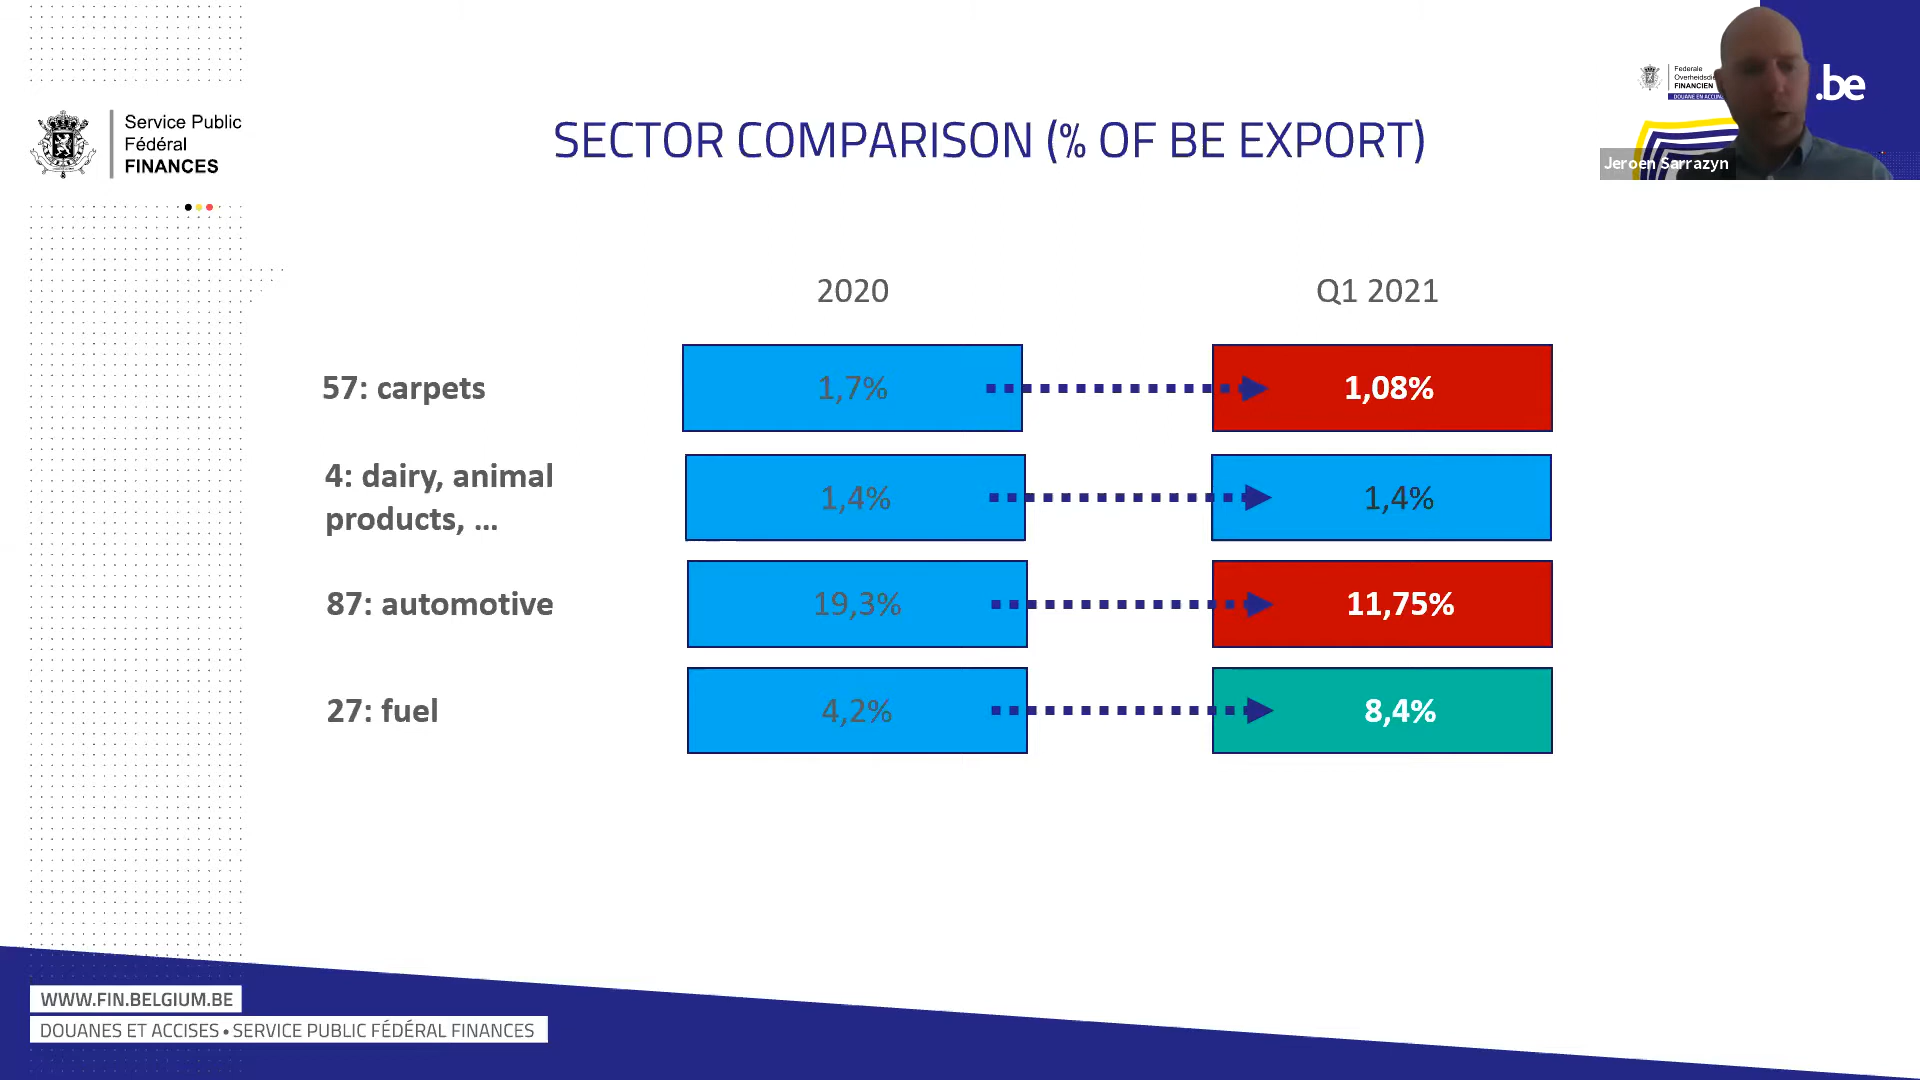 Service Public
Fédéral
FINANCES
SECTOR COMPARISON (% OF BE EXPORT)
Federale
FINANCIEN
.be
Jeroen Sarrazyn
2020
Q1 2021
57: carpets
1,7%
1,08%
4: dairy, animal
products, ...
1,4%
1,4%
87: automotive
19,3%
11,75%
27: fuel
4,2%
8,4%
WWW.FIN.BELGIUM.BE
DOUANES ET ACCISES • SERVICE PUBLIC FÉDÉRAL FINANCES